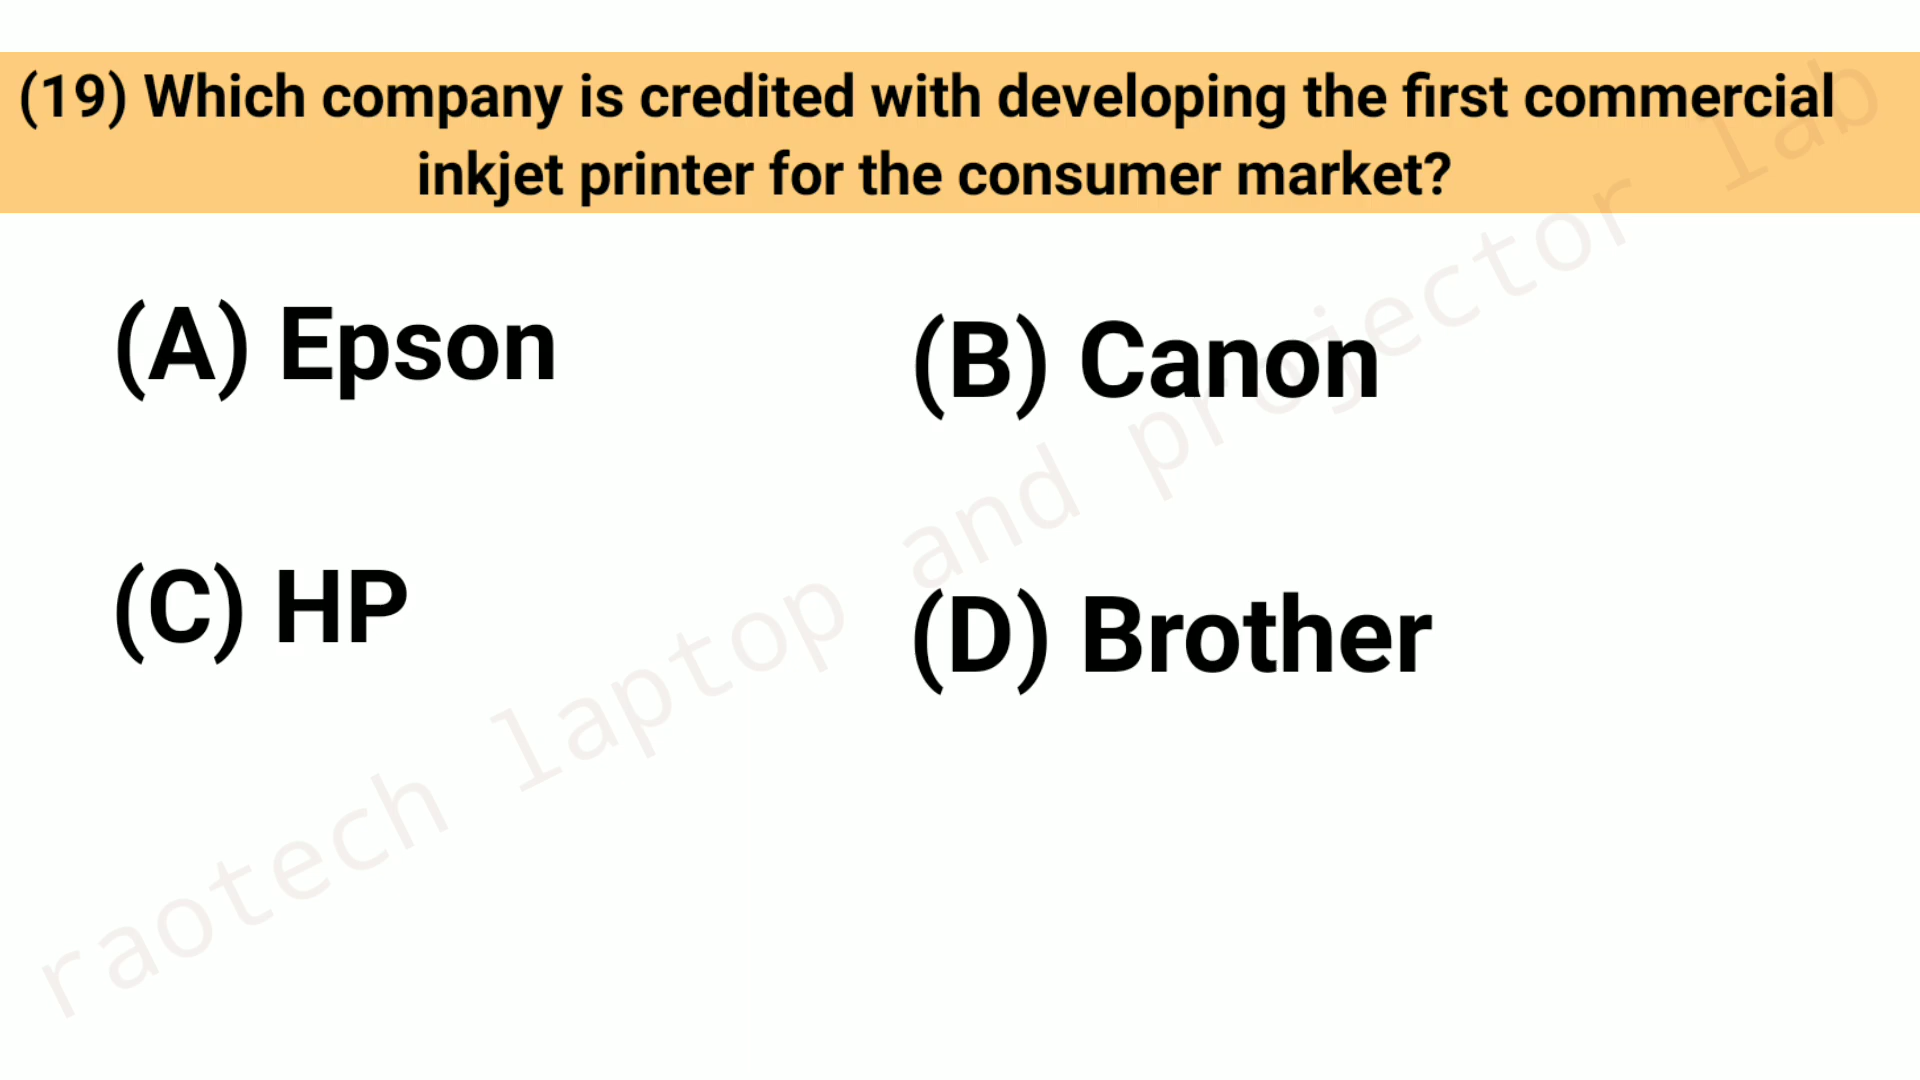 (19) Which company is credited with developing the first commercial
inkjet printer for the consumer market?
(A) Epson
(B) Canon
(C) HP
(D) Brother
raotech laptop and projector lab